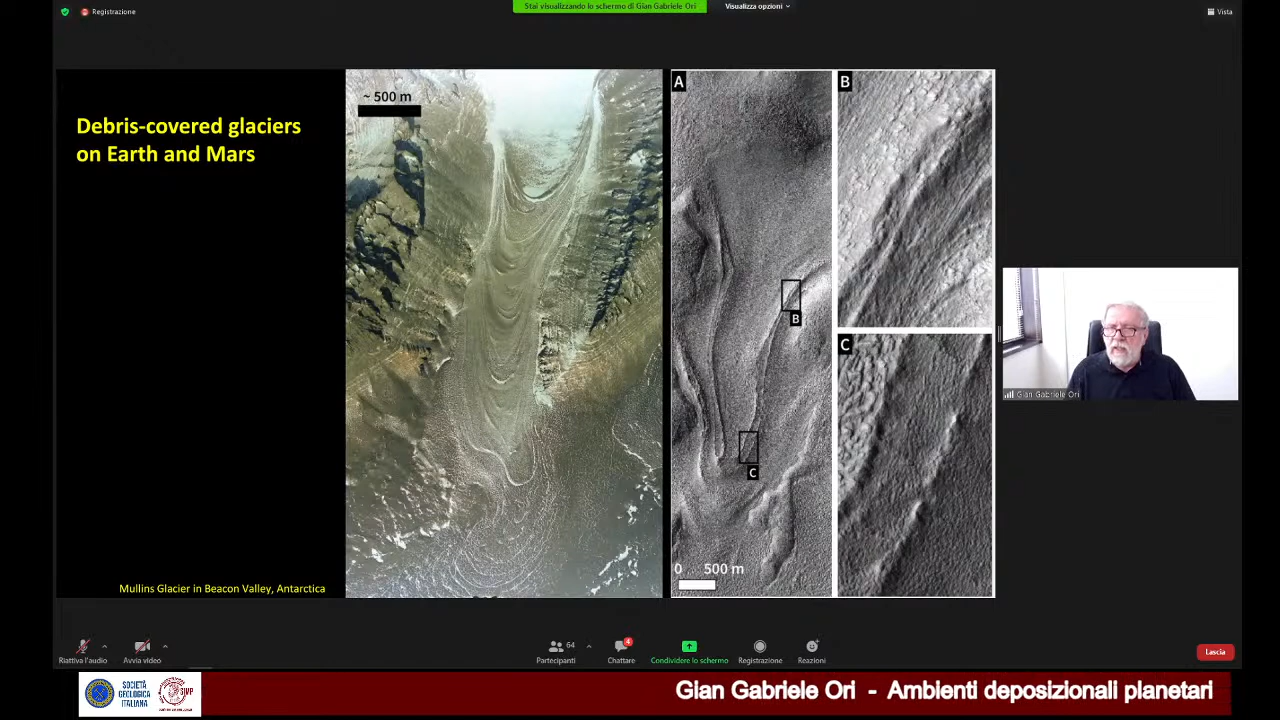 Registrazione
Stai visualizzando lo schermo di Gian Gabriele Ori
Visualizza opzioni
Vista
Debris-covered glaciers
on Earth and Mars
~ 500 m
A
B
B
C
C
0 500 m
Mullins Glacier in Beacon Valley, Antarctica
Gian Gabriele Ori
64
4
Riattiva l'audio
Avvia video
Partecipanti
Chattare
Condividere lo schermo
Registrazione
Reazioni
Lascia
SOCIETÀ
GEOLOGICA
ITALIANA
Gian Gabriele Ori - Ambienti deposizionali planetari